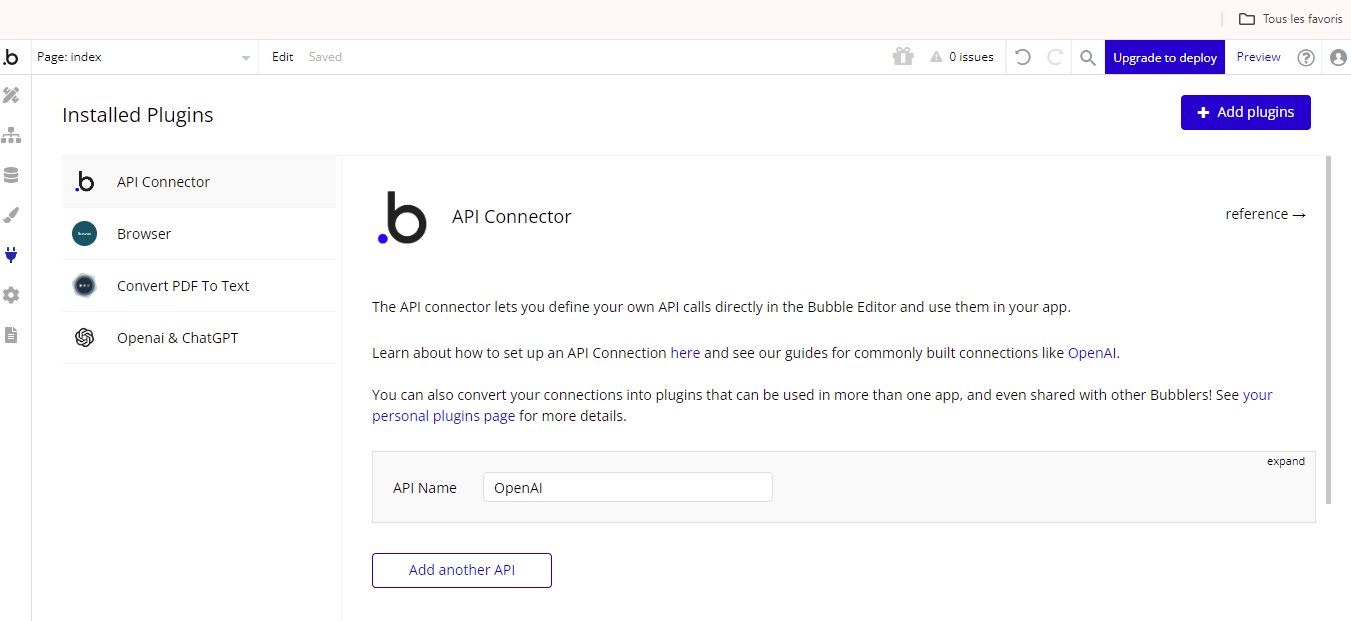 Tous les favoris
.b Page: index Edit Saved 0 issues Upgrade to deploy Preview ?
Installed Plugins
+ Add plugins
.b API Connector
Browser
Convert PDF To Text
Openai & ChatGPT
.b API Connector
reference →
The API connector lets you define your own API calls directly in the Bubble Editor and use them in your app.
Learn about how to set up an API Connection here and see our guides for commonly built connections like OpenAI.
You can also convert your connections into plugins that can be used in more than one app, and even shared with other Bubblers! See your
personal plugins page for more details.
expand
API Name OpenAI
Add another API